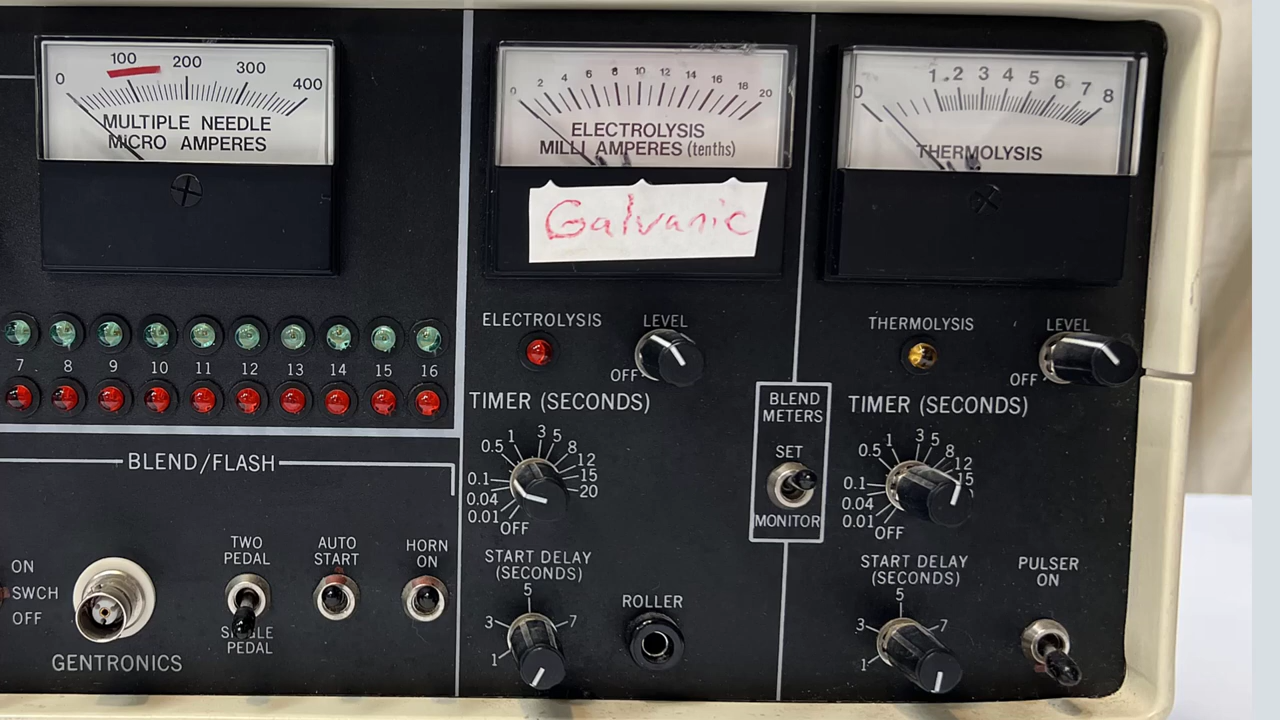 0 100 200 300 400
MULTIPLE NEEDLE
MICRO AMPERES
0 2 4 6 8 10 12 14 16 18 20
ELECTROLYSIS
MILLI AMPERES (tenths)
Galvanic
0 1 2 3 4 5 6 7 8
THERMOLYSIS
7 8 9 10 11 12 13 14 15 16
BLEND/FLASH
ON
SWCH
OFF
GENTRONICS
TWO
PEDAL
SINGLE
PEDAL
AUTO
START
HORN
ON
ELECTROLYSIS
LEVEL
OFF
TIMER (SECONDS)
OFF 0.01 0.04 0.1 0.5 1 3 5 8 12 15 20
START DELAY
(SECONDS)
1 3 5 7
ROLLER
BLEND
METERS
SET
MONITOR
THERMOLYSIS
LEVEL
OFF
TIMER (SECONDS)
OFF 0.01 0.04 0.1 0.5 1 3 5 8 12 15
START DELAY
(SECONDS)
1 3 5 7
PULSER
ON